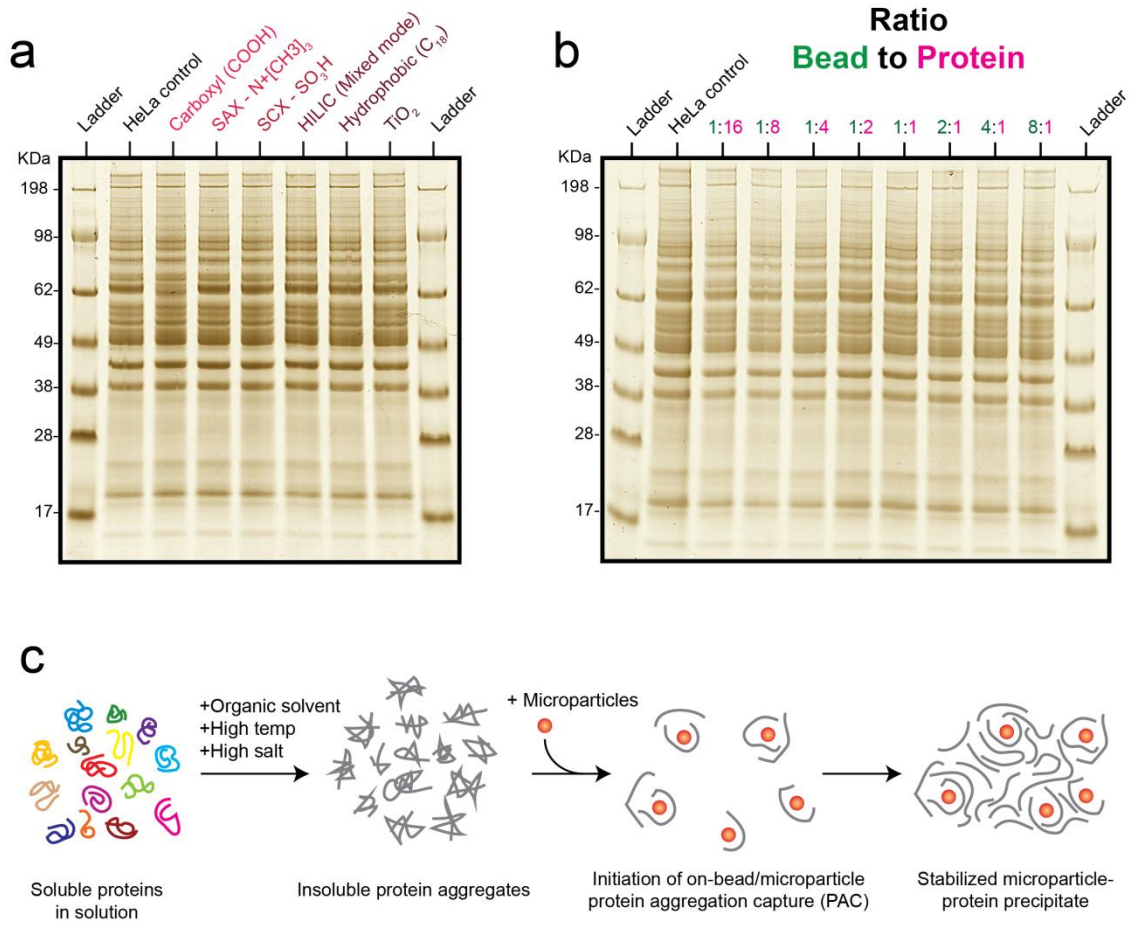 a
Ladder
HeLa control
Carboxyl (COOH)
SAX - N+[CH3]₃
SCX - SO₃H
HILIC (Mixed mode)
Hydrophobic (C₁₈)
TiO₂
Ladder
KDa
198
98
62
49
38
28
17
b
Ratio
Bead to Protein
Ladder
HeLa control
1:16
1:8
1:4
1:2
1:1
2:1
4:1
8:1
Ladder
KDa
198
98
62
49
38
28
17
c
+Organic solvent
+High temp
+High salt
+ Microparticles
Soluble proteins
in solution
Insoluble protein aggregates
Initiation of on-bead/microparticle
protein aggregation capture (PAC)
Stabilized microparticle-
protein precipitate